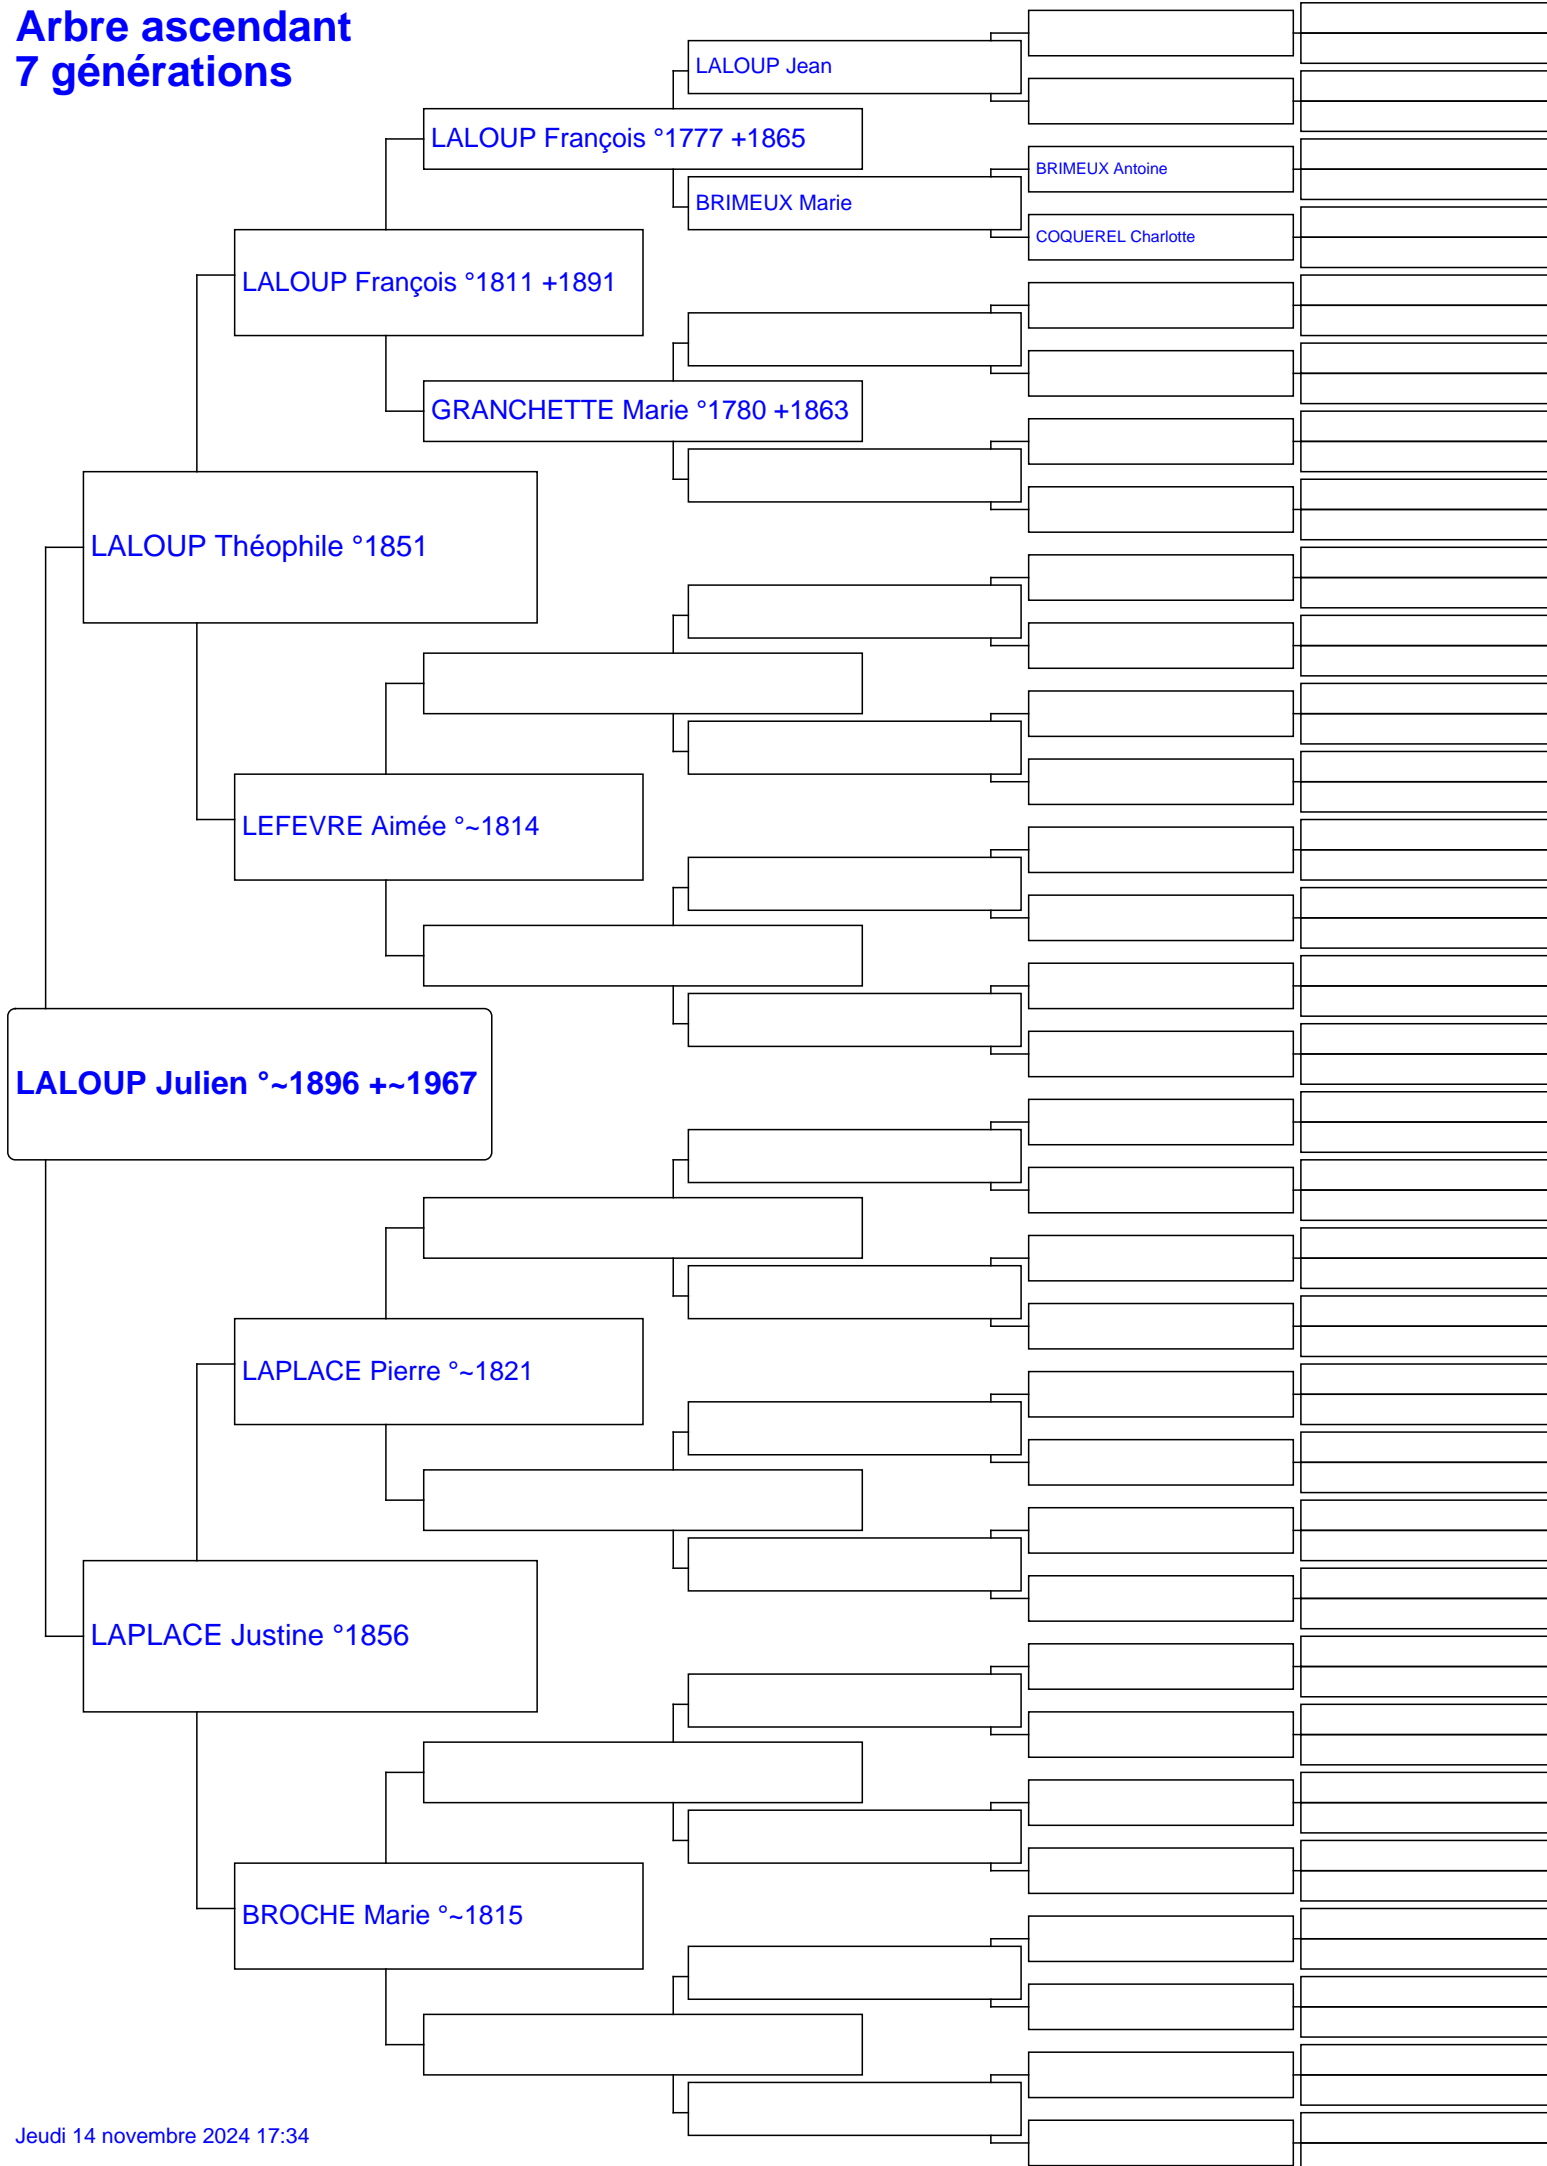 Arbre ascendant
7 générations
LALOUP Jean
LALOUP François °1777 +1865
BRIMEUX Antoine
BRIMEUX Marie
COQUEREL Charlotte
LALOUP François °1811 +1891
GRANCHETTE Marie °1780 +1863
LALOUP Théophile °1851
LEFEVRE Aimée °~1814
LALOUP Julien °~1896 +~1967
LAPLACE Pierre °~1821
LAPLACE Justine °1856
BROCHE Marie °~1815
Jeudi 14 novembre 2024 17:34